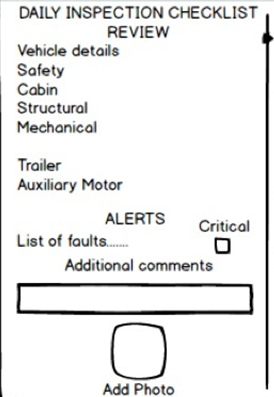 DAILY INSPECTION CHECKLIST
REVIEW
Vehicle details
Safety
Cabin
Structural
Mechanical
Trailer
Auxiliary Motor
ALERTS
Critical
List of faults.......
Additional comments
Add Photo